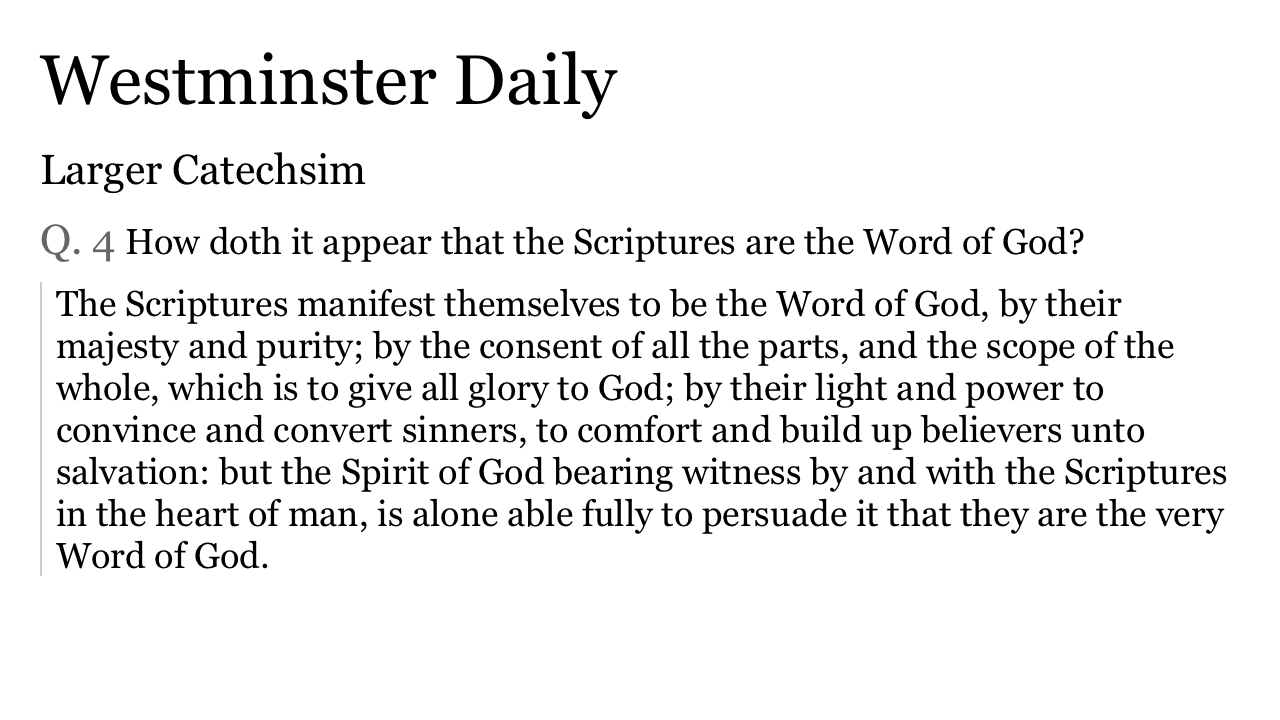 Westminster Daily
Larger Catechsim
Q. 4 How doth it appear that the Scriptures are the Word of God?
The Scriptures manifest themselves to be the Word of God, by their
majesty and purity; by the consent of all the parts, and the scope of the
whole, which is to give all glory to God; by their light and power to
convince and convert sinners, to comfort and build up believers unto
salvation: but the Spirit of God bearing witness by and with the Scriptures
in the heart of man, is alone able fully to persuade it that they are the very
Word of God.